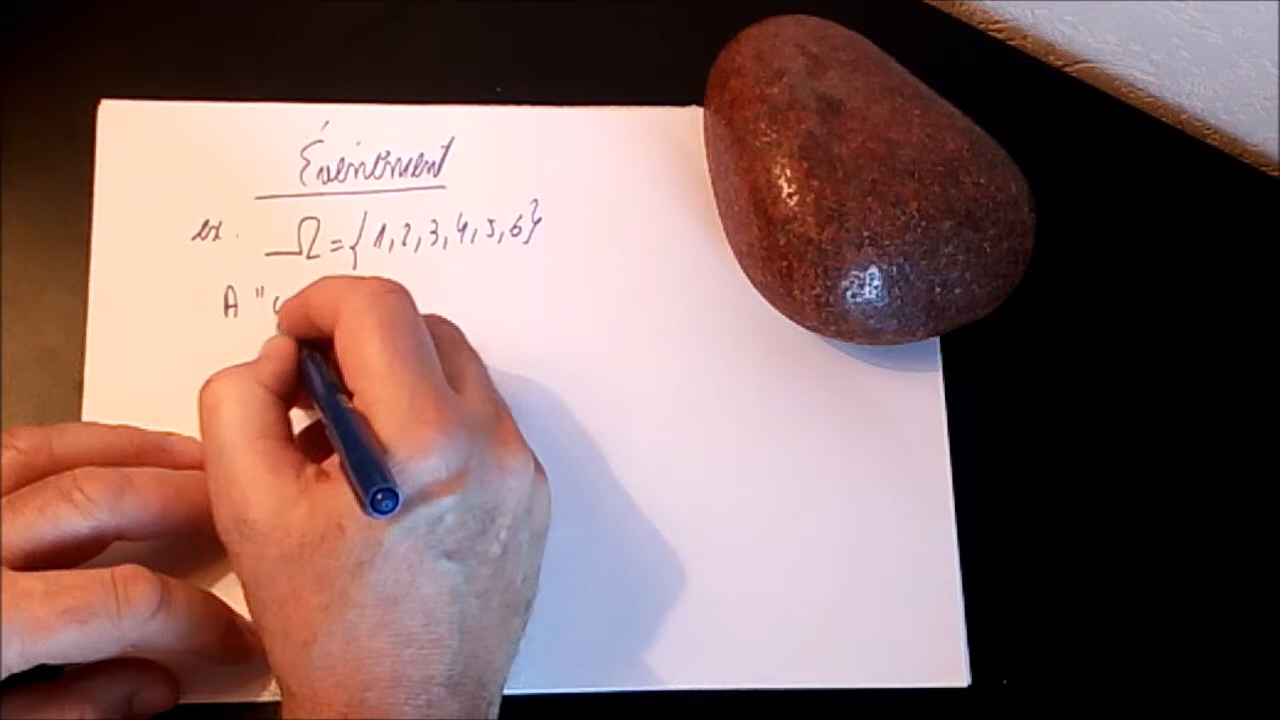 Événement
ex. Ω = {1, 2, 3, 4, 5, 6}
A "